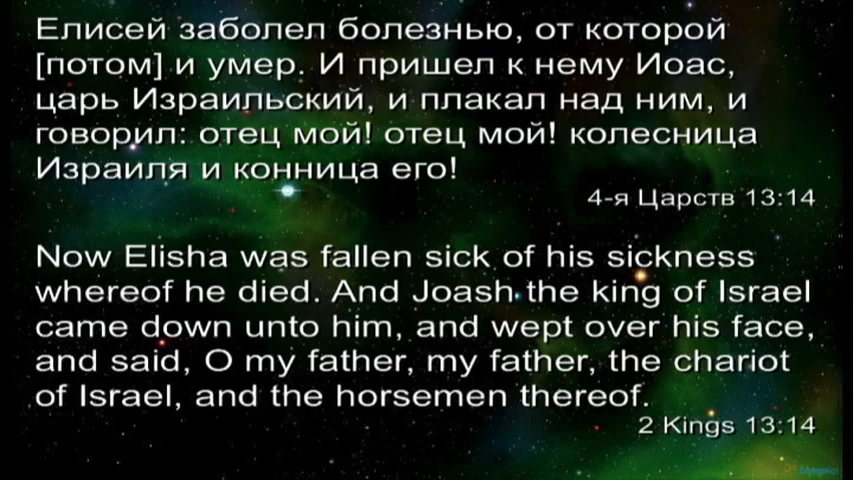 Елисей заболел болезнью, от которой
[потом] и умер. И пришел к нему Иоас,
царь Израильский, и плакал над ним, и
говорил: отец мой! отец мой! колесница
Израиля и конница его!
4-я Царств 13:14
Now Elisha was fallen sick of his sickness
whereof he died. And Joash the king of Israel
came down unto him, and wept over his face,
and said, O my father, my father, the chariot
of Israel, and the horsemen thereof.
2 Kings 13:14